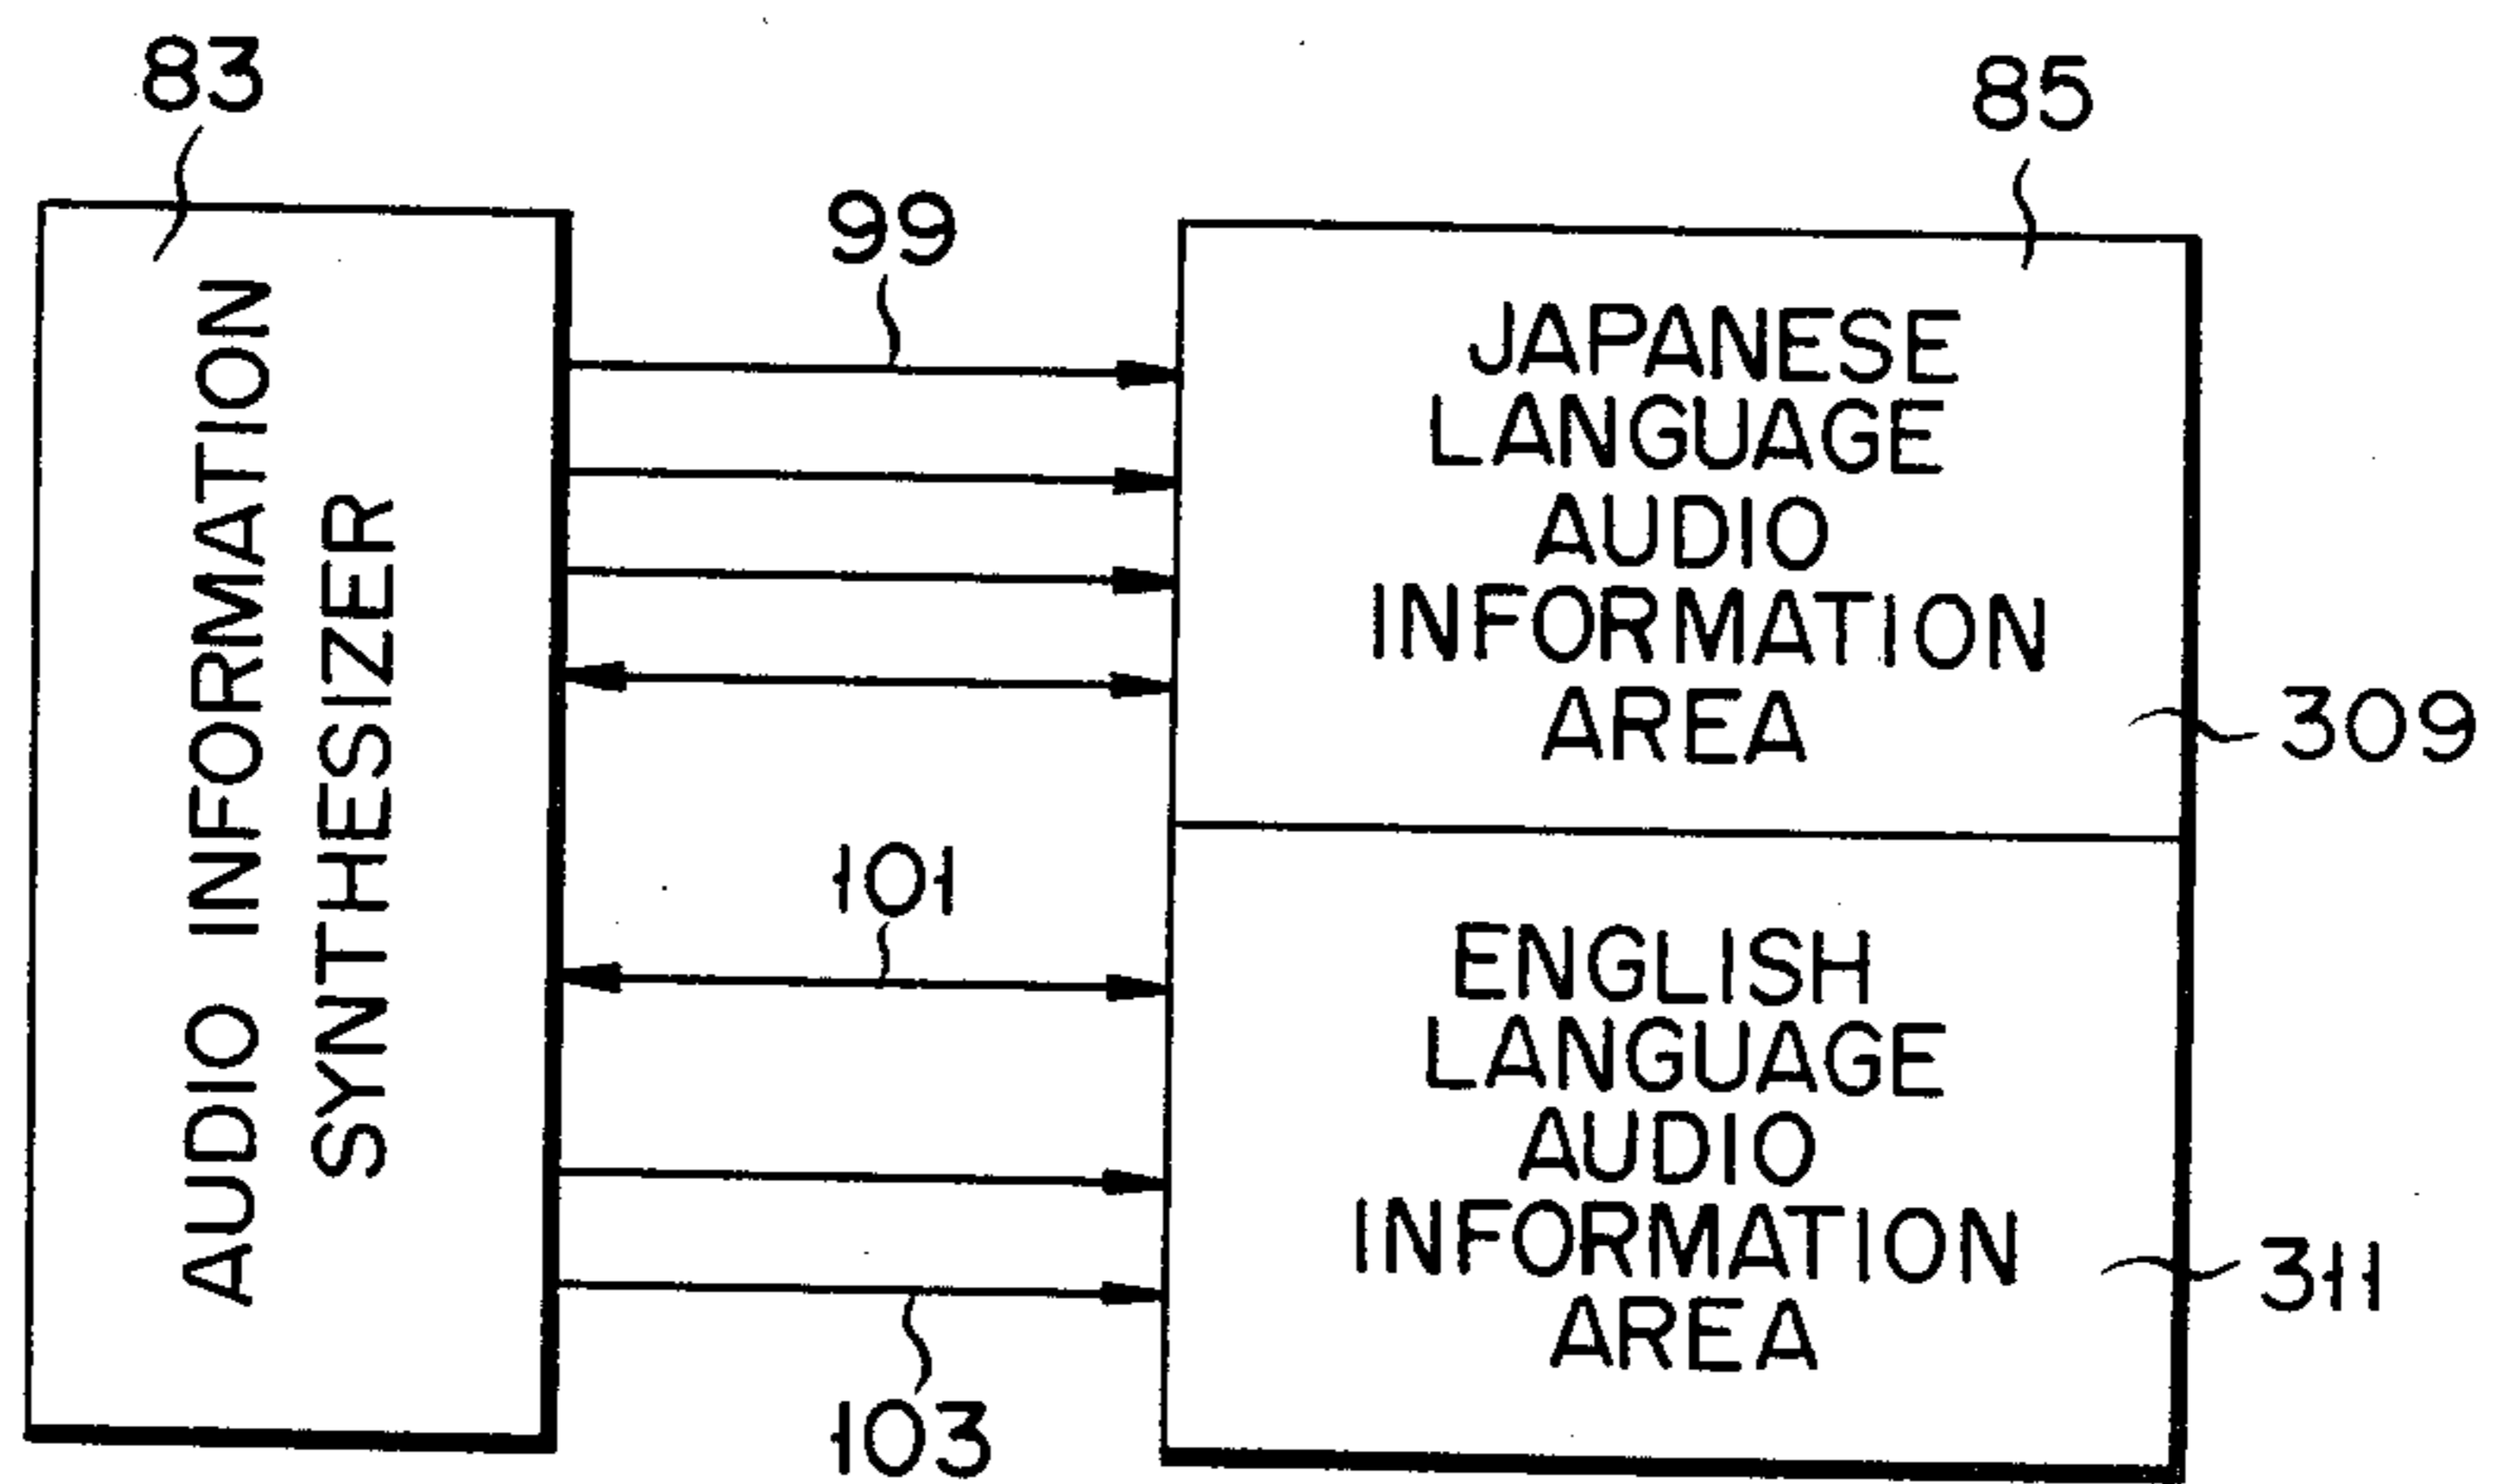 83
85
99
AUDIO INFORMATION
SYNTHESIZER
JAPANESE
LANGUAGE
AUDIO
INFORMATION
AREA
309
101
ENGLISH
LANGUAGE
AUDIO
INFORMATION
AREA
311
103